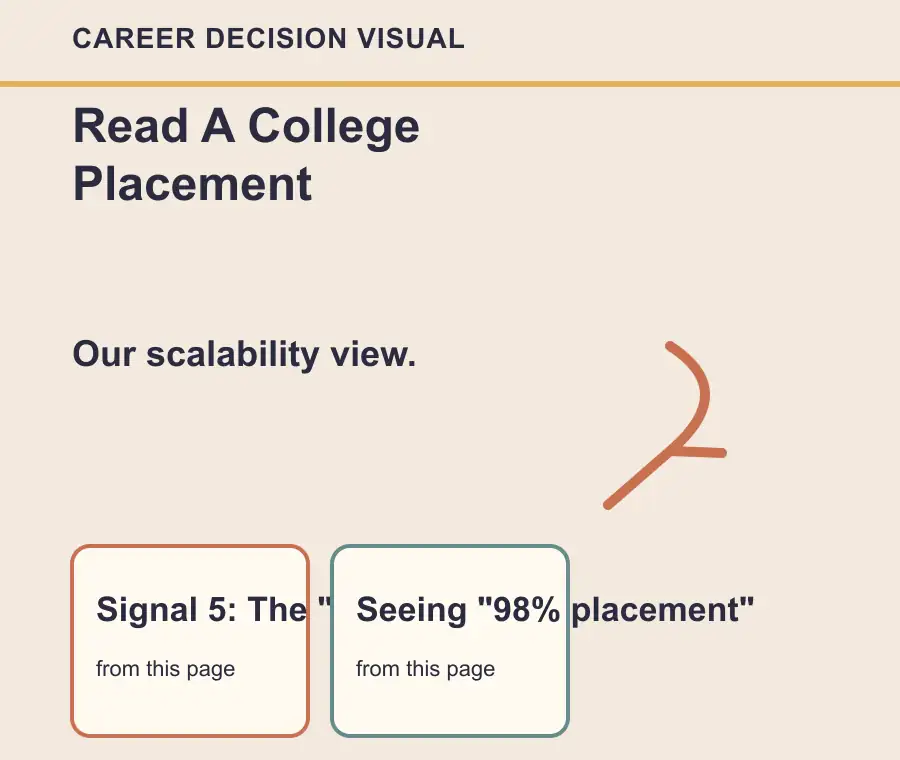 CAREER DECISION VISUAL
Read A College
Placement
Our scalability view.
Signal 5: The "
from this page
Seeing "98% placement"
from this page